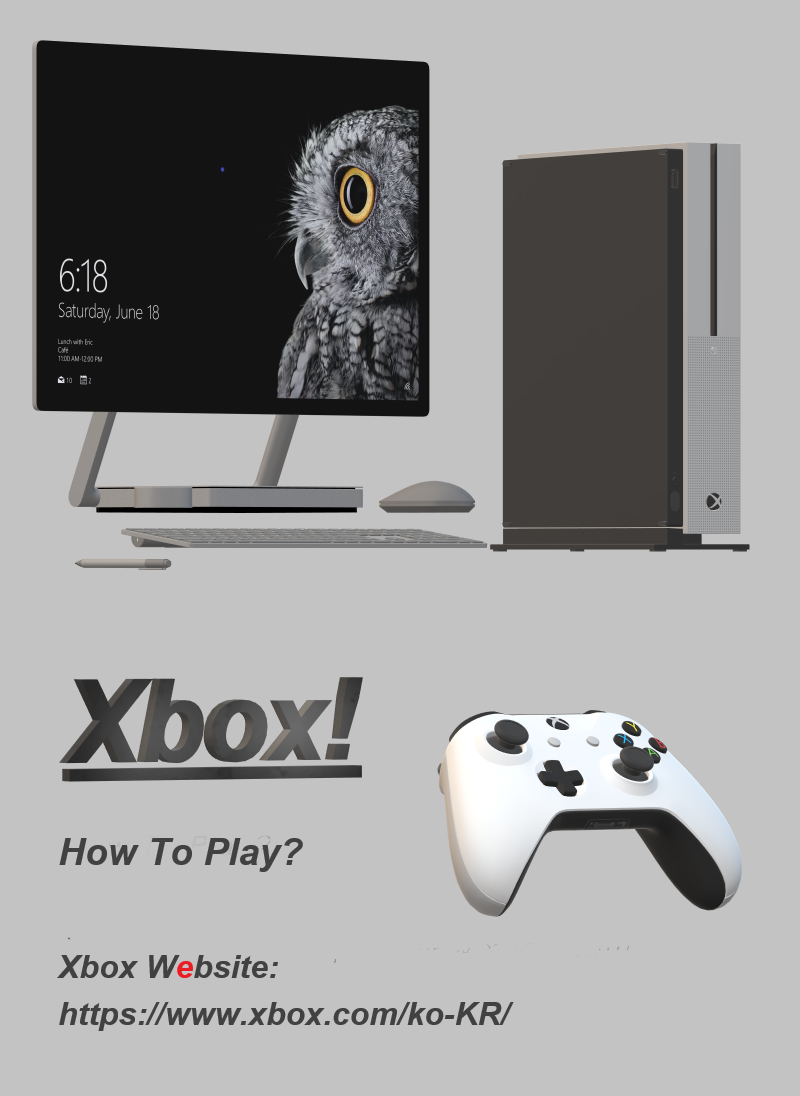 6:18
Saturday, June 18
Lunch with Eric
Café
11:00 AM-12:00 PM
10 2
Xbox!
Y
X
B
A
How To Play?
Xbox Website:
https://www.xbox.com/ko-KR/